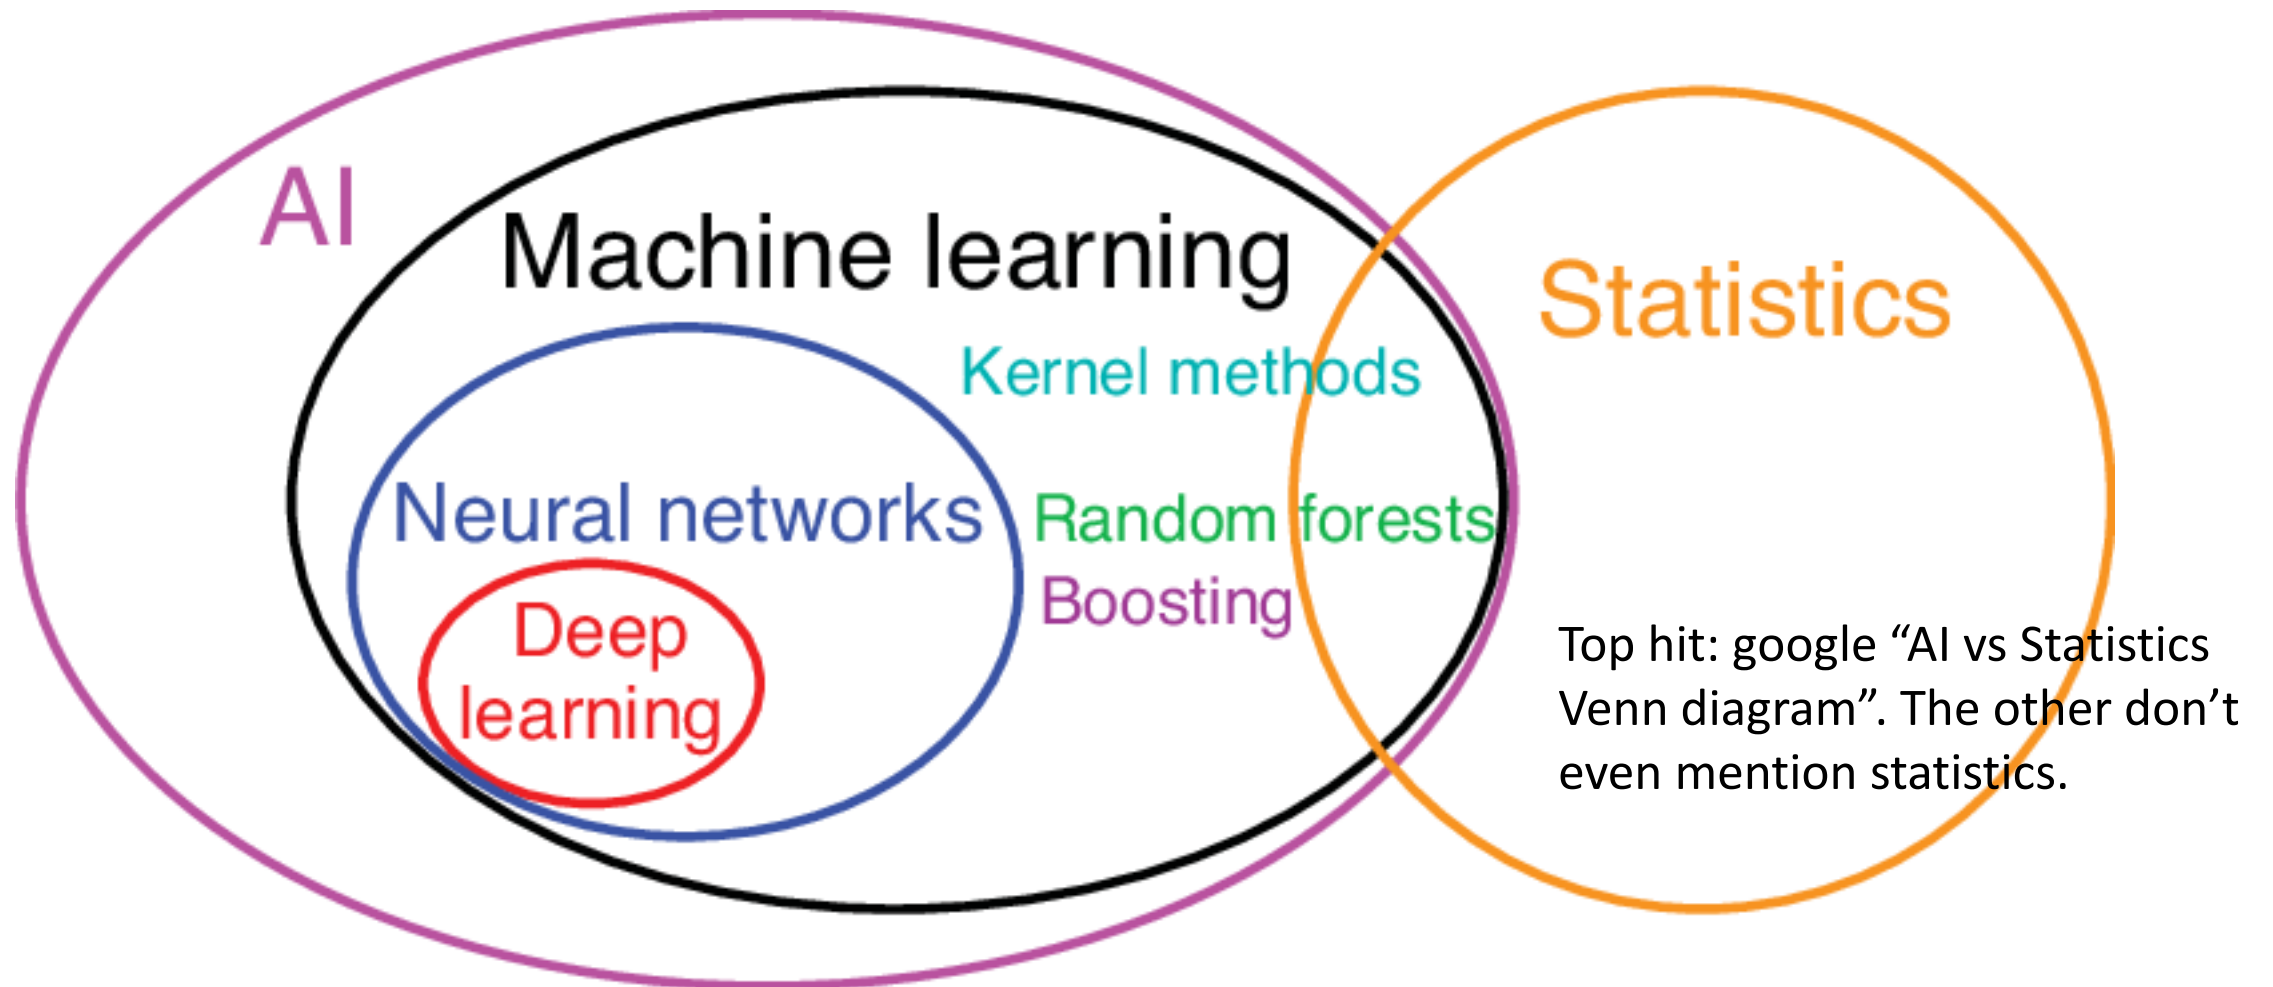 AI
Machine learning
Statistics
Kernel methods
Neural networks
Random forests
Boosting
Deep
learning
Top hit: google “AI vs Statistics
Venn diagram”. The other don’t
even mention statistics.